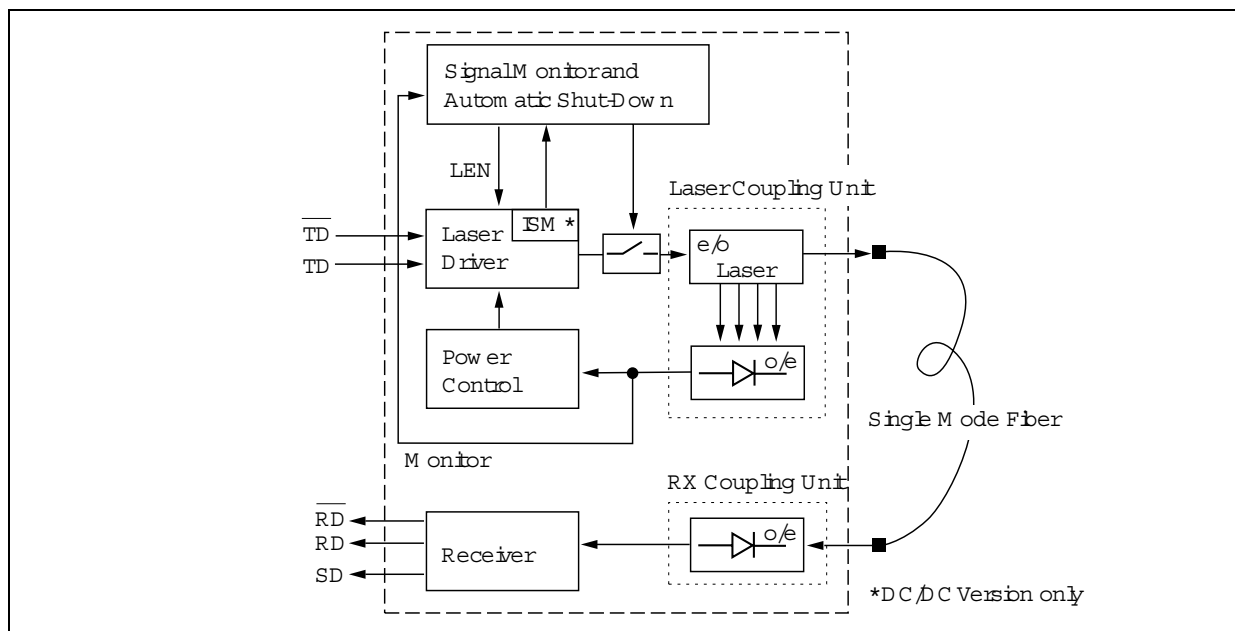 Signal Monitor and
Automatic Shut-Down
LEN
Laser Coupling Unit
TD
TD
Laser
Driver
ISM *
e/o
Laser
Power
Control
o/e
Single Mode Fiber
Monitor
RX Coupling Unit
RD
RD
SD
Receiver
o/e
*DC/DC Version only